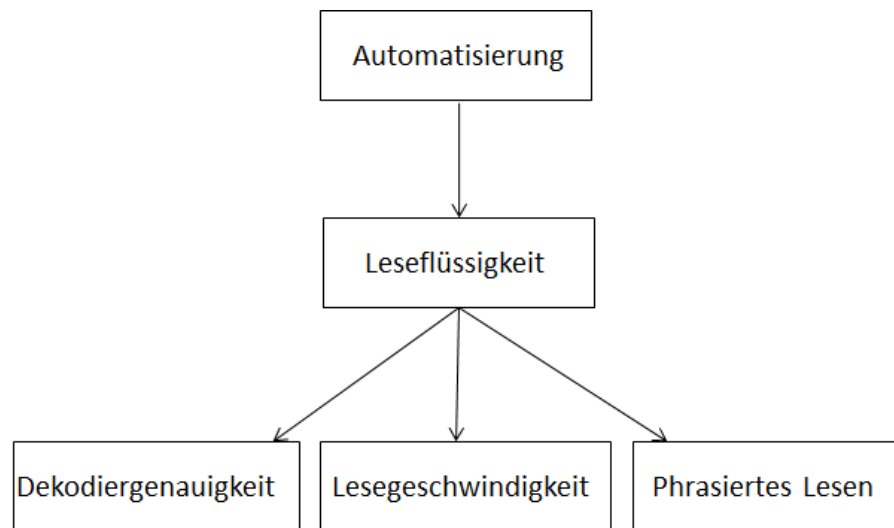 Automatisierung
Leseflüssigkeit
Dekodiergenauigkeit
Lesegeschwindigkeit
Phrasiertes Lesen